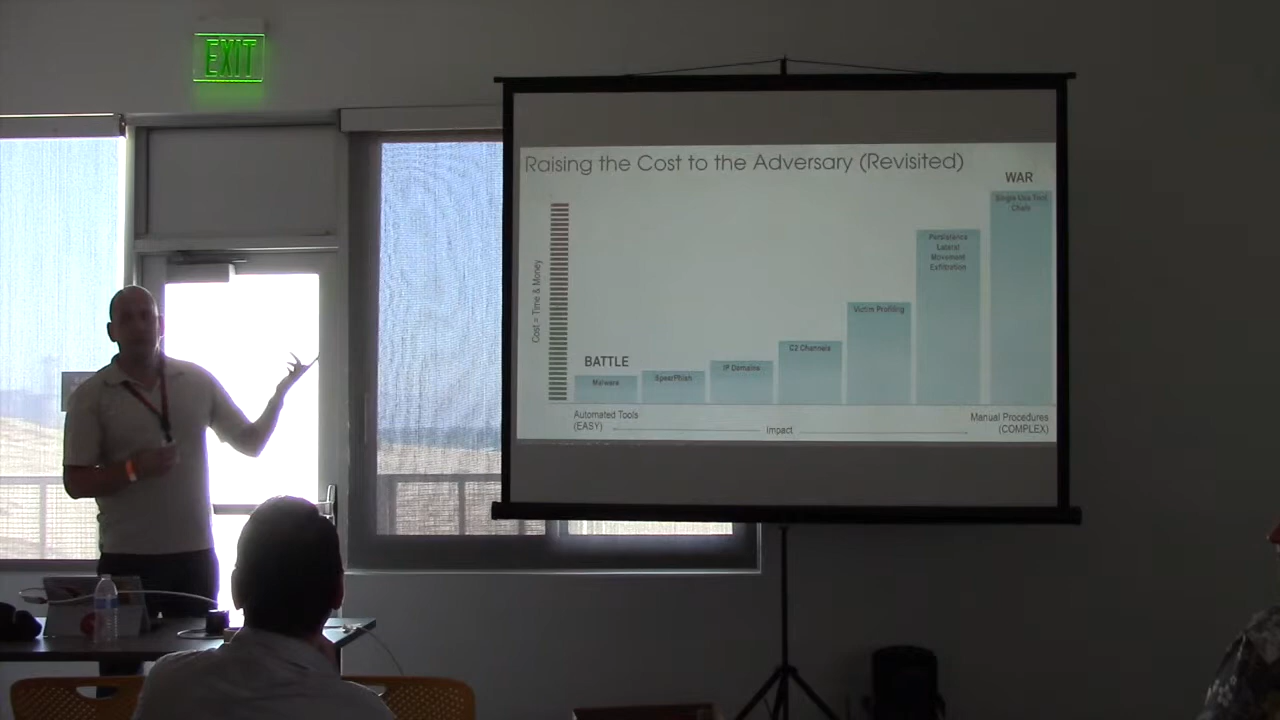 EXIT
Raising the Cost to the Adversary (Revisited)
WAR
Single Use Tool
Chain
Persistence
Lateral
Movement
Exfiltration
Cost = Time & Money
Victim Profiling
C2 Channels
BATTLE
IP Domains
SpearPhish
Malware
Automated Tools
(EASY)
Impact
Manual Procedures
(COMPLEX)